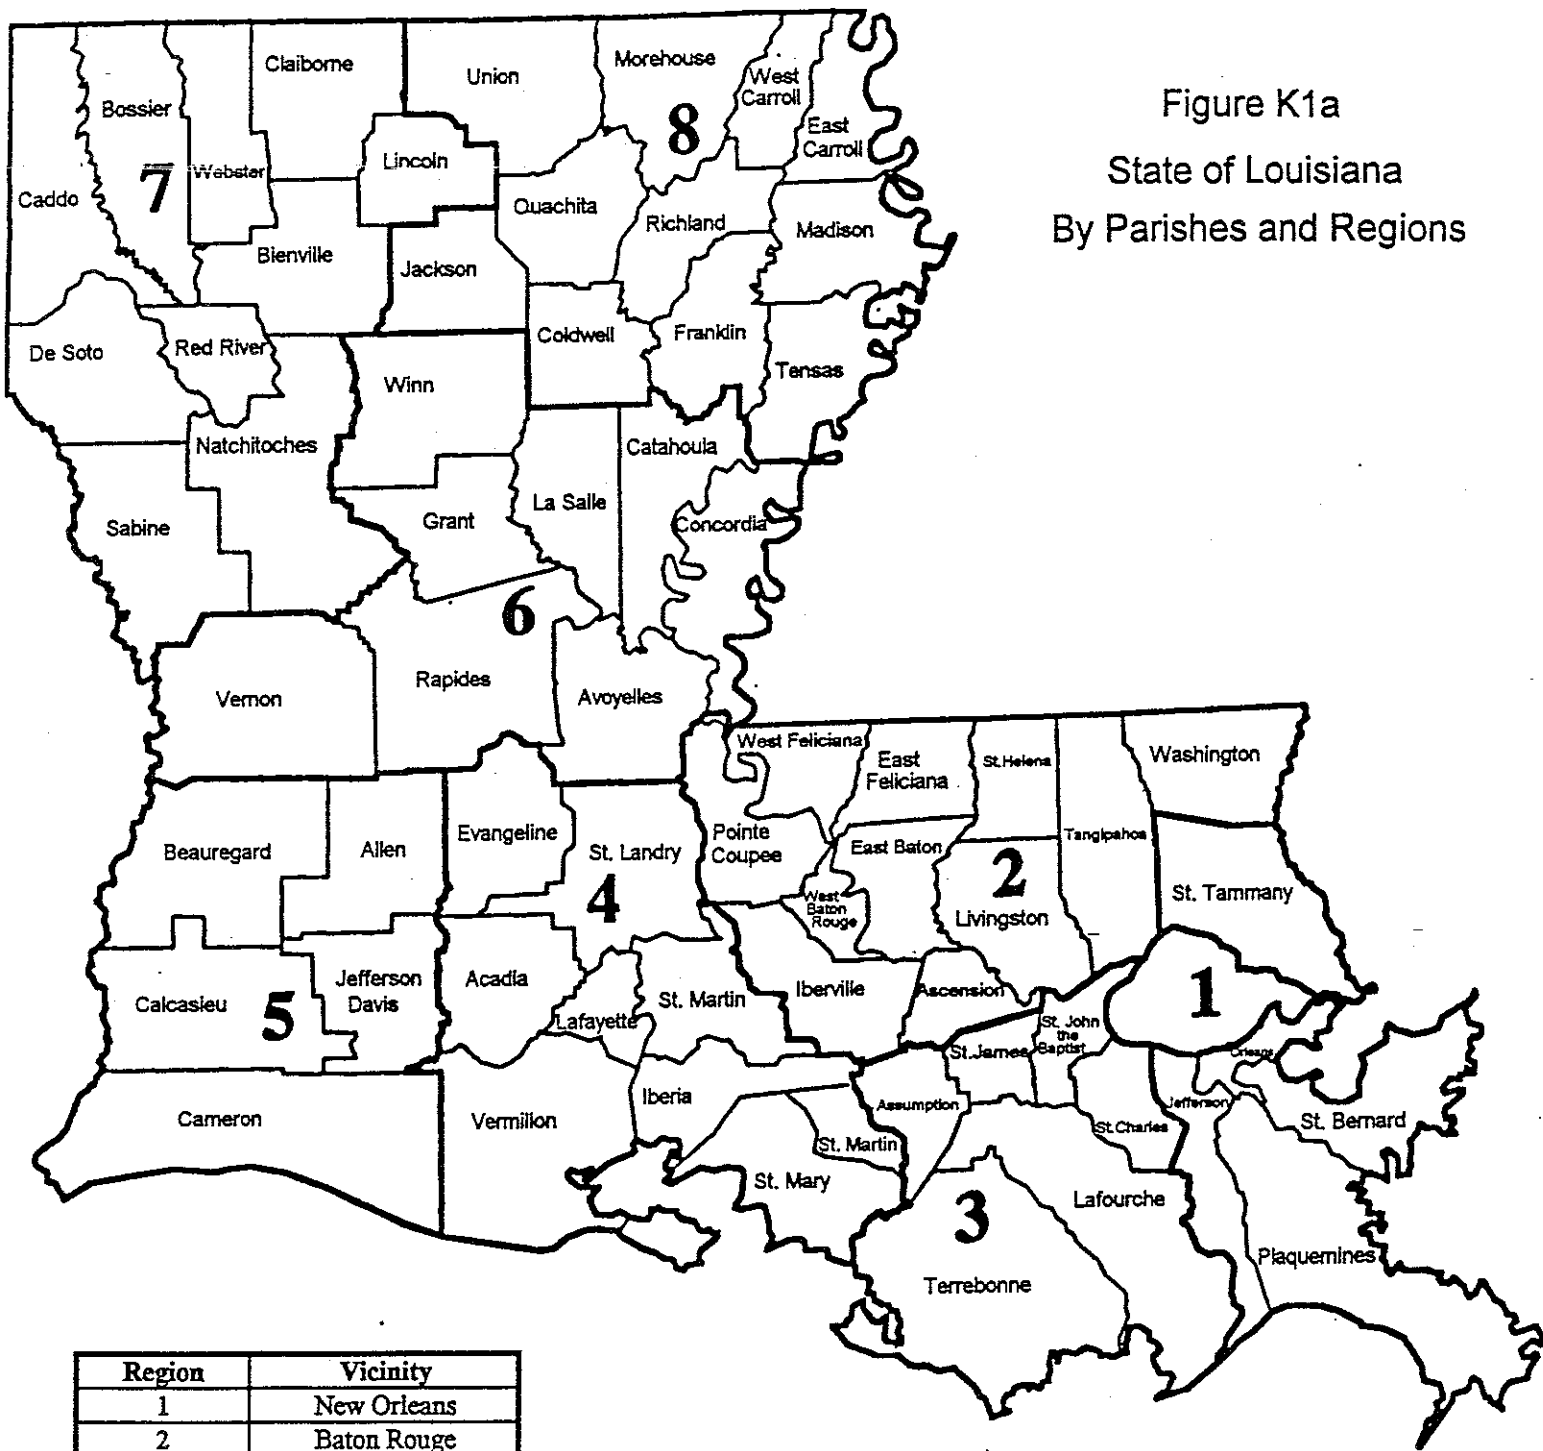 Figure K1a
State of Louisiana
By Parishes and Regions
Claiborne
Union
Morehouse
West
Carroll
East
Carroll
Bossier
Webster
Lincoln
8
7
Caddo
Ouachita
Richland
Madison
Bienville
Jackson
De Soto
Red River
Coldwell
Franklin
Tensas
Winn
Natchitoches
Catahoula
La Salle
Sabine
Grant
Concordia
6
Vernon
Rapides
Avoyelles
West Feliciana
East
Feliciana
St. Helena
Washington
Beauregard
Allen
Evangeline
St. Landry
Pointe
Coupee
East Baton
Tangipahoa
4
2
West
Baton
Rouge
Livingston
St. Tammany
Calcasieu
5
Jefferson
Davis
Acadia
Lafayette
St. Martin
Iberville
Ascension
1
St. John
the
Baptist
St. James
Orleans
Cameron
Vermilion
Iberia
Assumption
Jefferson
St. Charles
St. Bernard
St. Martin
St. Mary
3
Lafourche
Terrebonne
Plaquemines
Region Vicinity
1 New Orleans
2 Baton Rouge